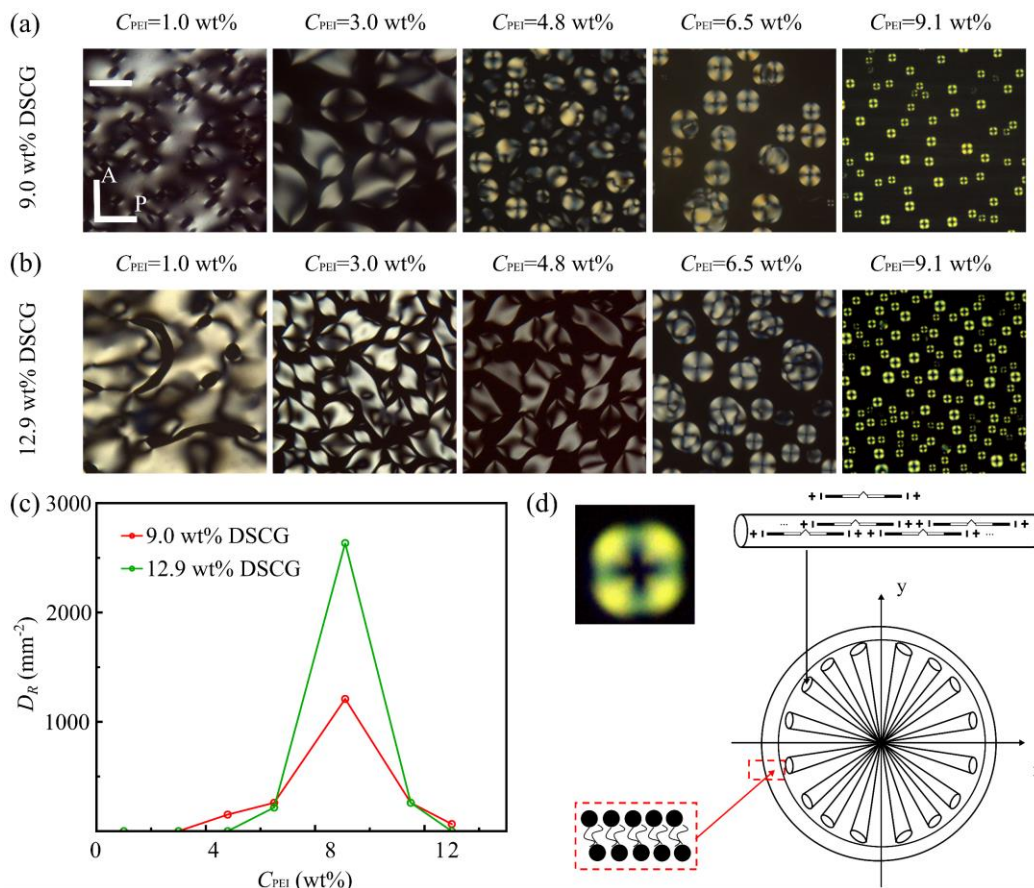 (a)
C_PEI=1.0 wt% C_PEI=3.0 wt% C_PEI=4.8 wt% C_PEI=6.5 wt% C_PEI=9.1 wt%
9.0 wt% DSCG
A
P
(b)
C_PEI=1.0 wt% C_PEI=3.0 wt% C_PEI=4.8 wt% C_PEI=6.5 wt% C_PEI=9.1 wt%
12.9 wt% DSCG
(c)
3000
2000
1000
D_R (mm⁻²)
9.0 wt% DSCG
12.9 wt% DSCG
0 4 8 12
C_PEI (wt%)
(d)
y